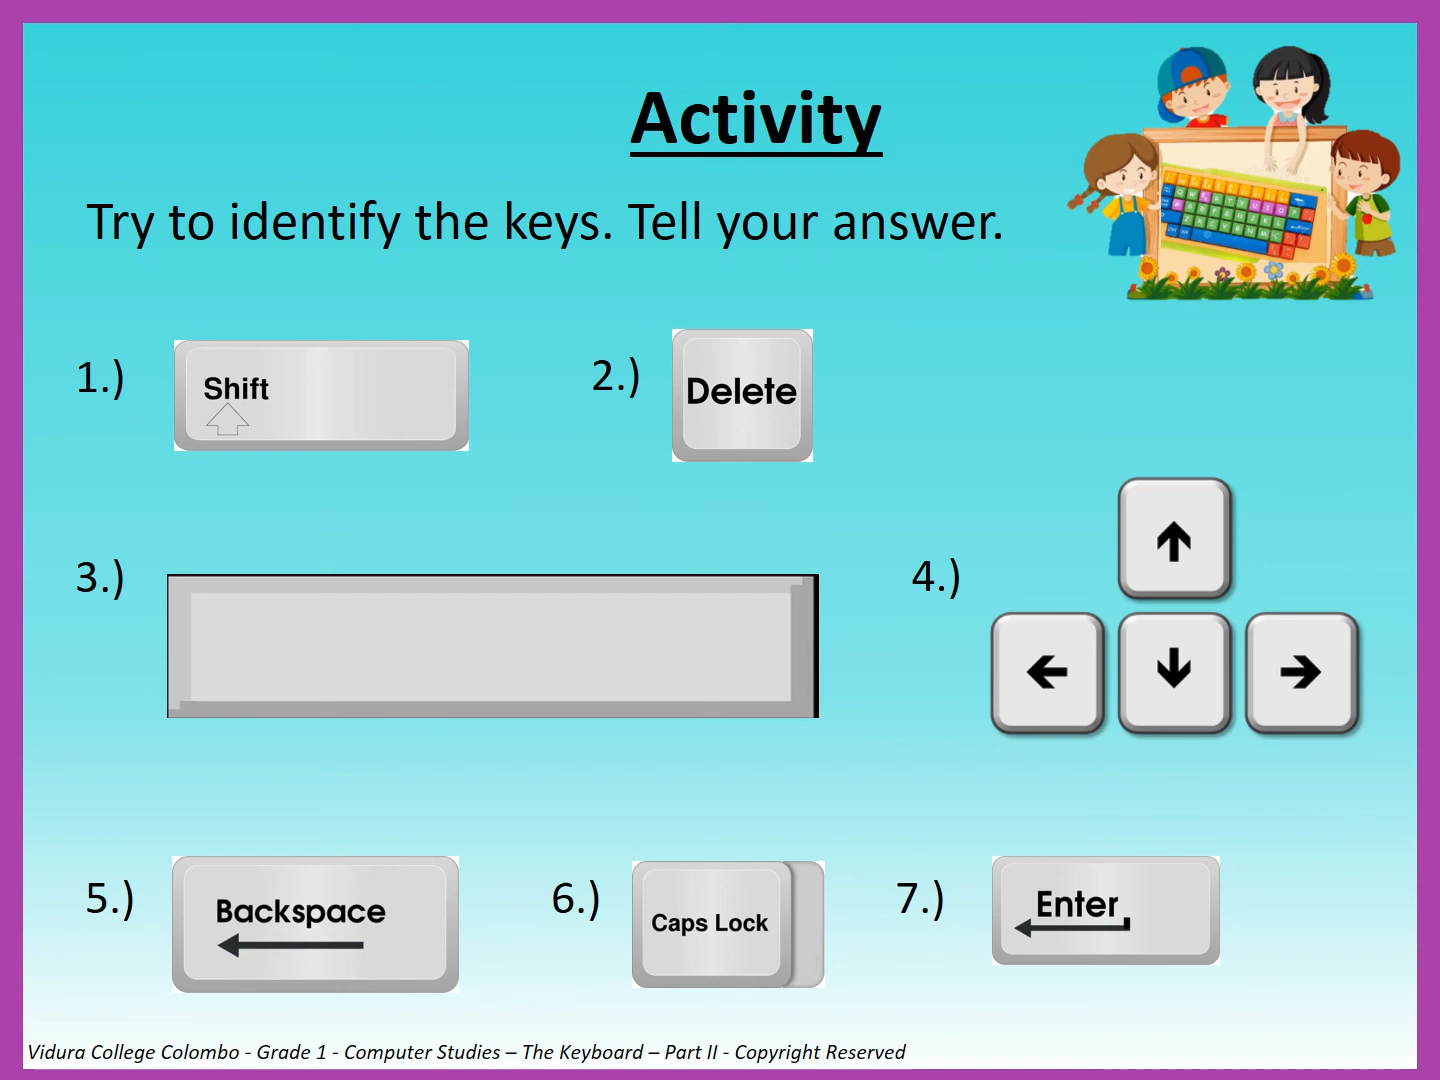 Activity
Try to identify the keys. Tell your answer.
1.)
Shift
2.)
Delete
3.)
4.)
5.)
Backspace
6.)
Caps Lock
7.)
Enter
Vidura College Colombo - Grade 1 - Computer Studies – The Keyboard – Part II - Copyright Reserved